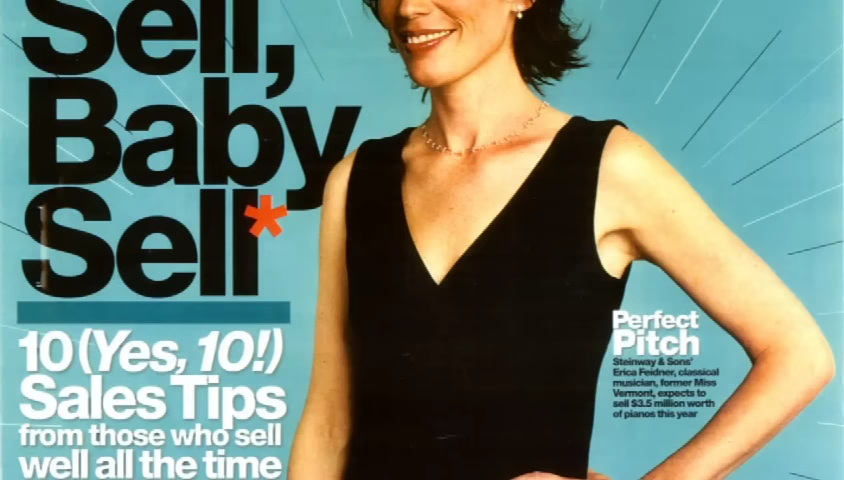 Sell,
Baby
Sell*
10 (Yes, 10!)
Sales Tips
from those who sell
well all the time
Perfect
Pitch
Steinway & Sons'
Erica Feidner, classical
musician, former Miss
Vermont, expects to
sell $3.5 million worth
of pianos this year